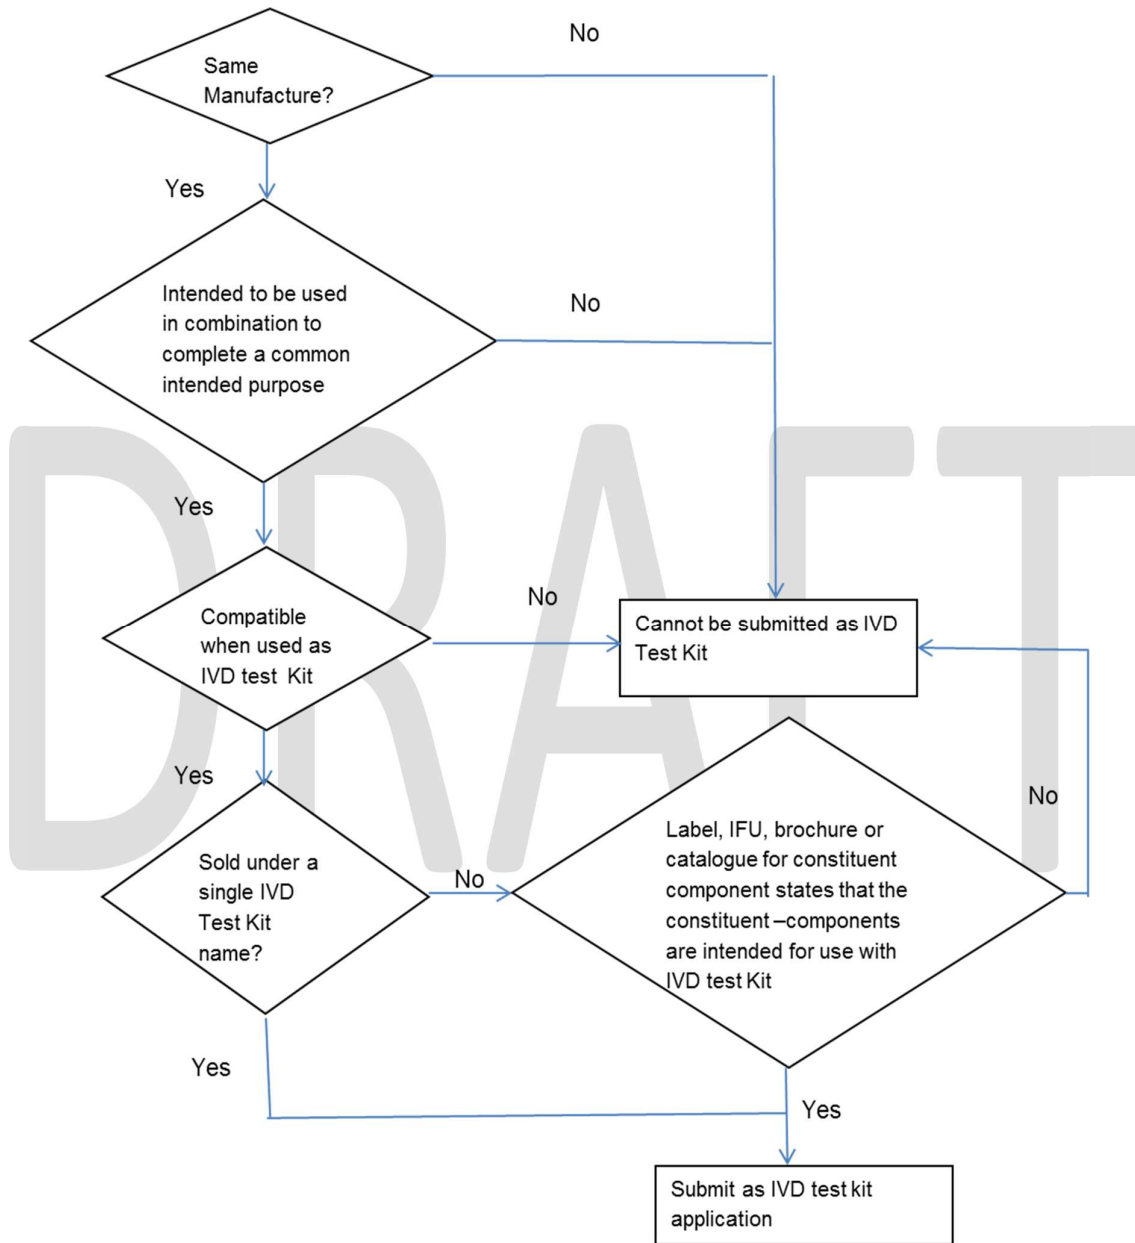 No
Same
Manufacture?
Yes
Intended to be used
in combination to
complete a common
intended purpose
No
Yes
DRAFT
Compatible
when used as
IVD test Kit
No
Cannot be submitted as IVD
Test Kit
Yes
Sold under a
single IVD
Test Kit
name?
No
Label, IFU, brochure or
catalogue for constituent
component states that the
constituent –components
are intended for use with
IVD test Kit
No
Yes
Yes
Submit as IVD test kit
application